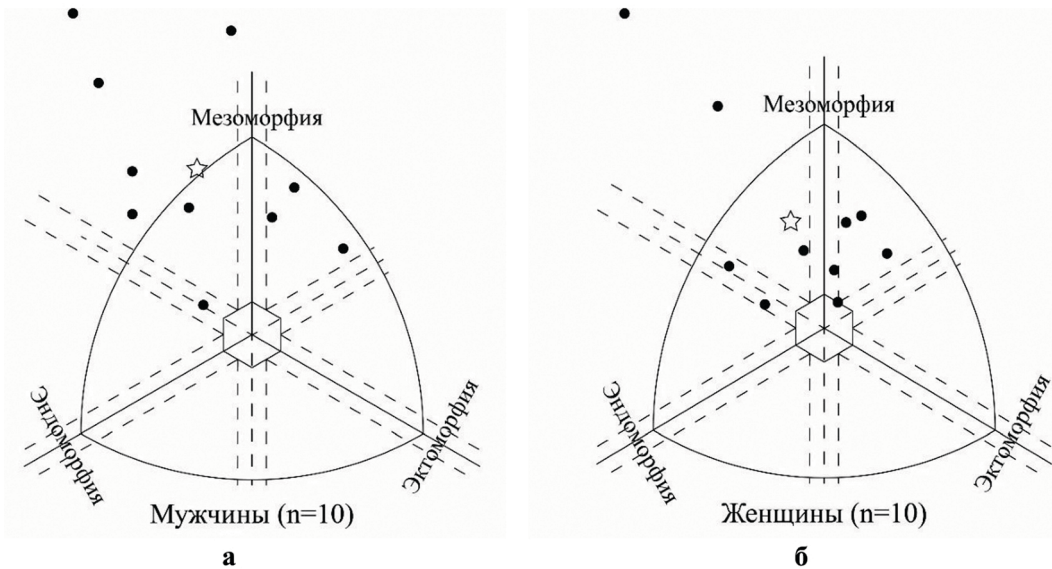 Мезоморфия
Эндоморфия
Эктоморфия
Мужчины (n=10)
а
Мезоморфия
Эндоморфия
Эктоморфия
Женщины (n=10)
б